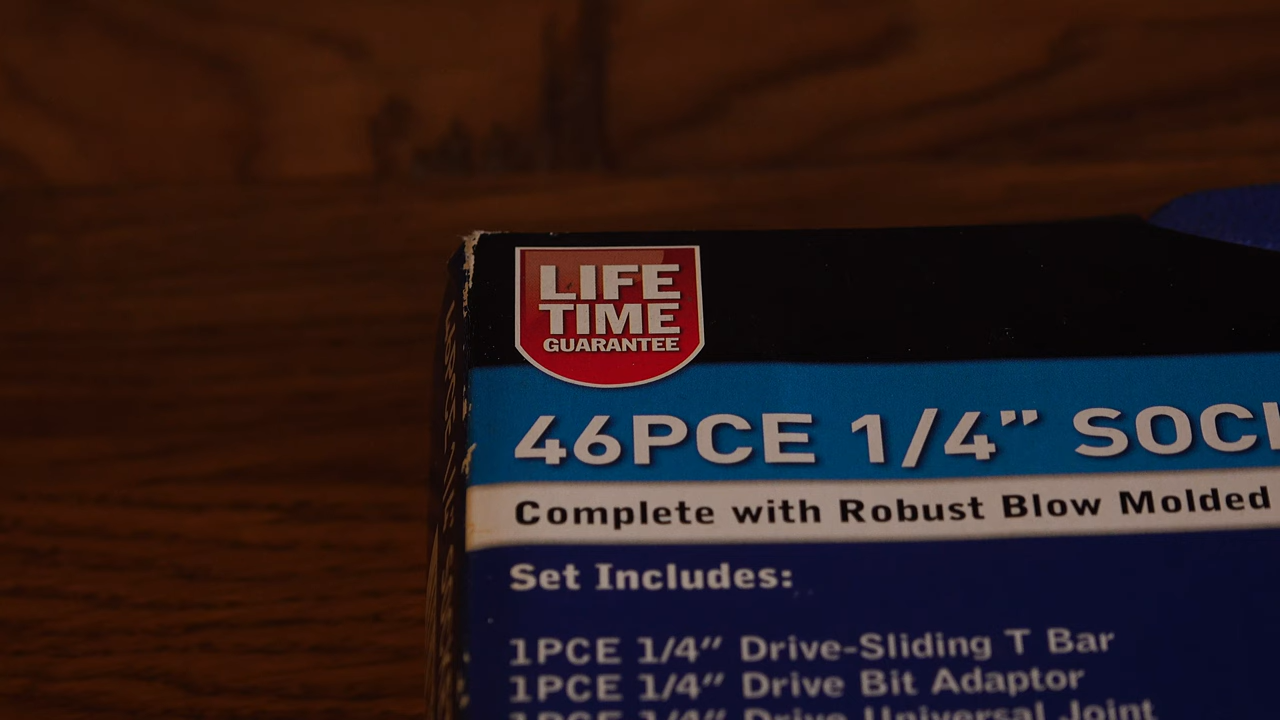 LIFE
TIME
GUARANTEE
46PCE 1/4” SOC
Complete with Robust Blow Molded
Set Includes:
1PCE 1/4” Drive-Sliding T Bar
1PCE 1/4” Drive Bit Adaptor
1PCE 1/4” Drive Universal Joint